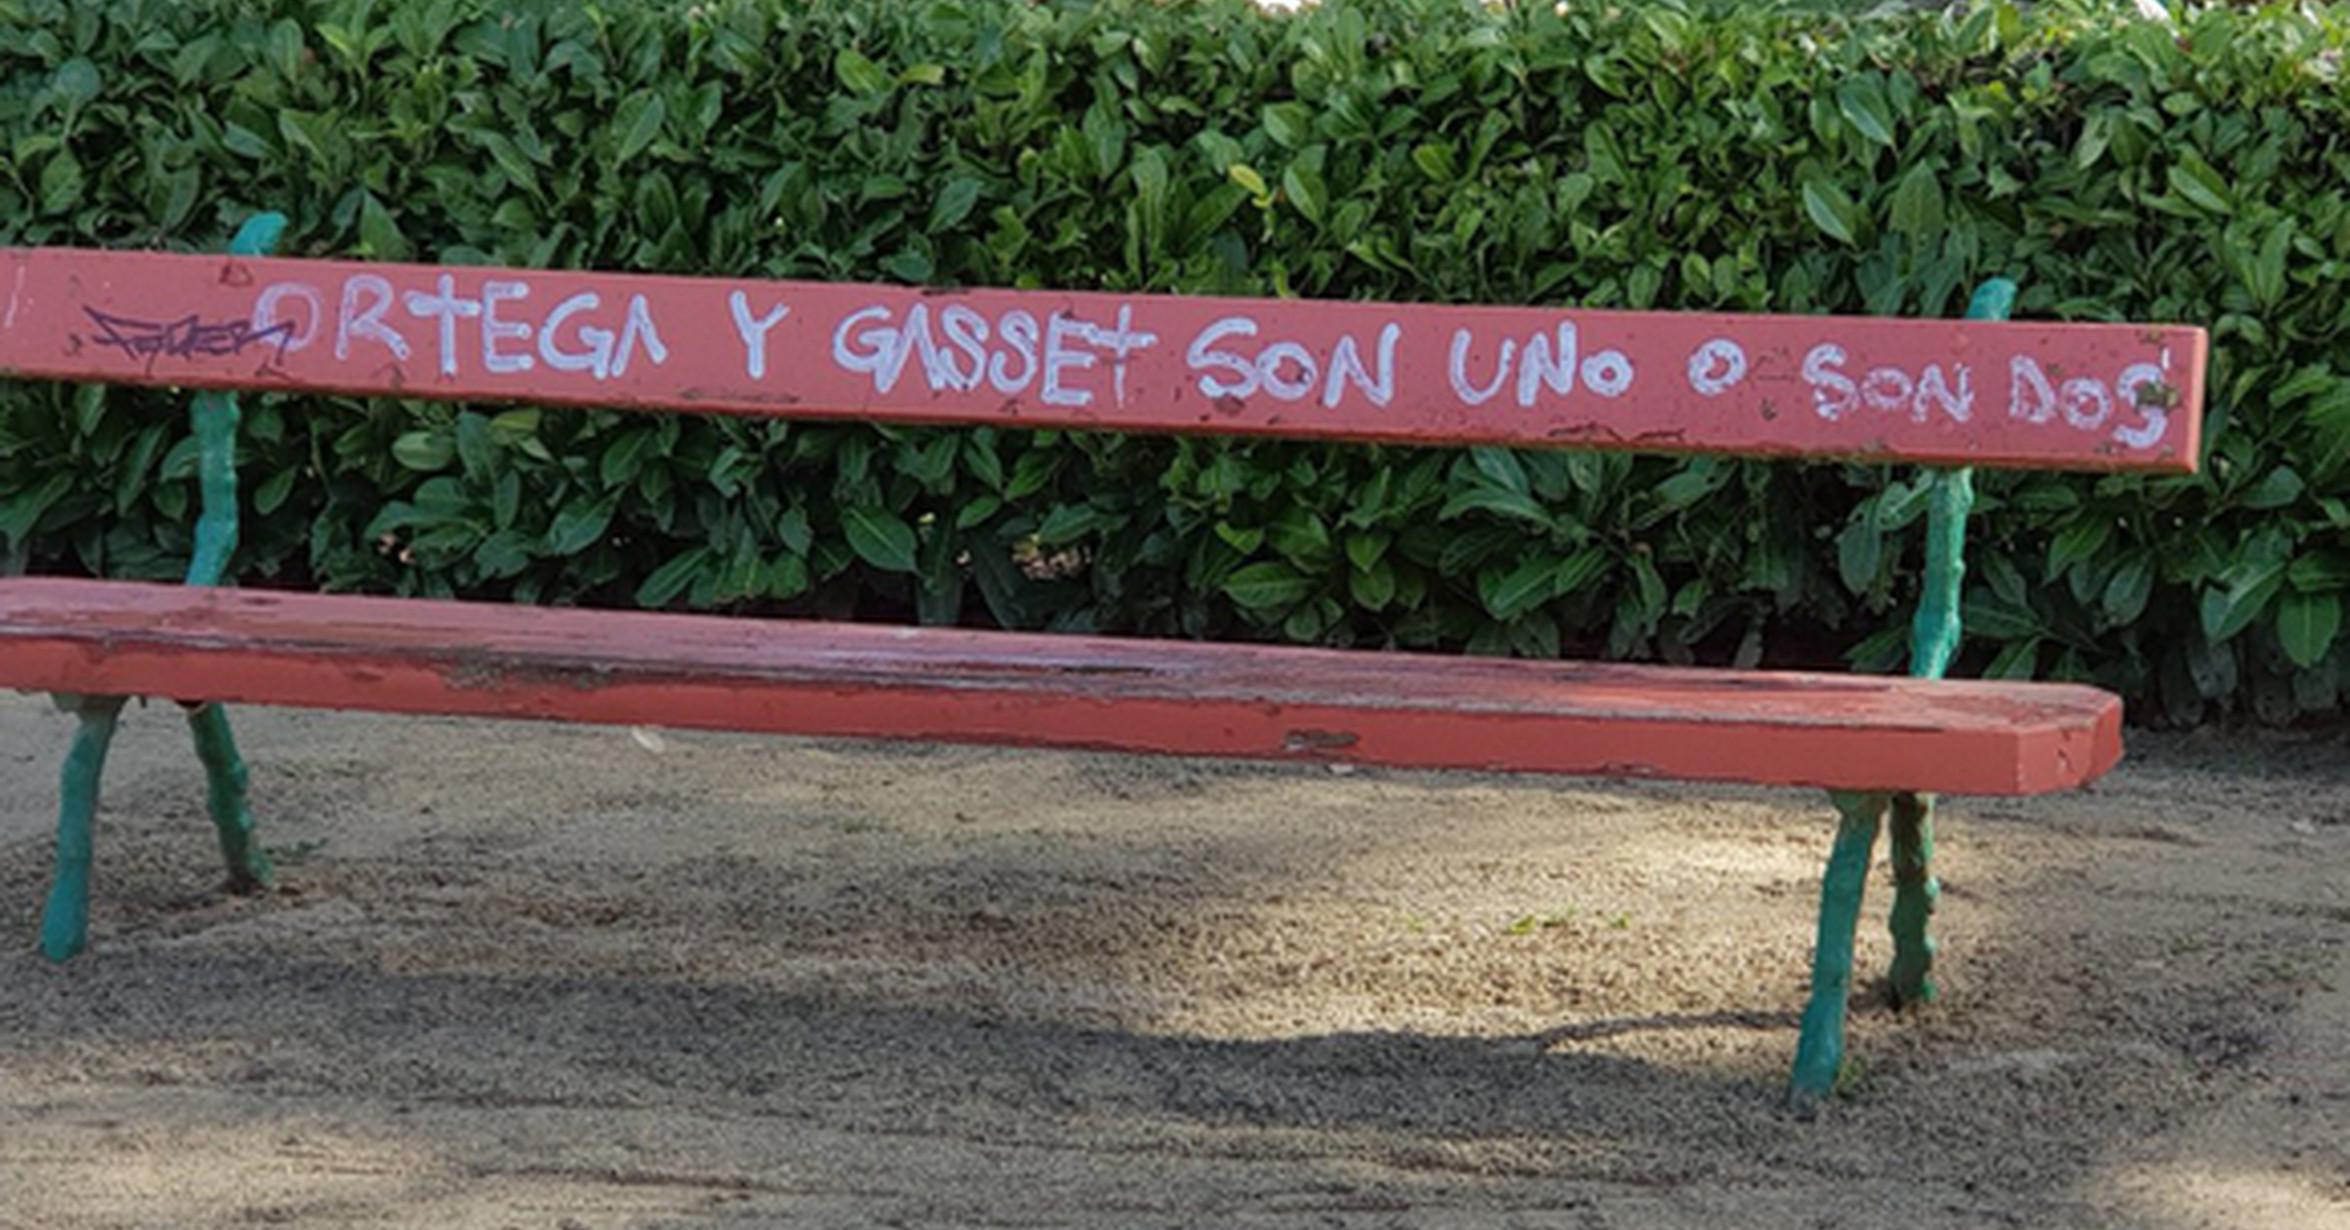 ORTEGA Y GASSET SON UNO O SON DOS